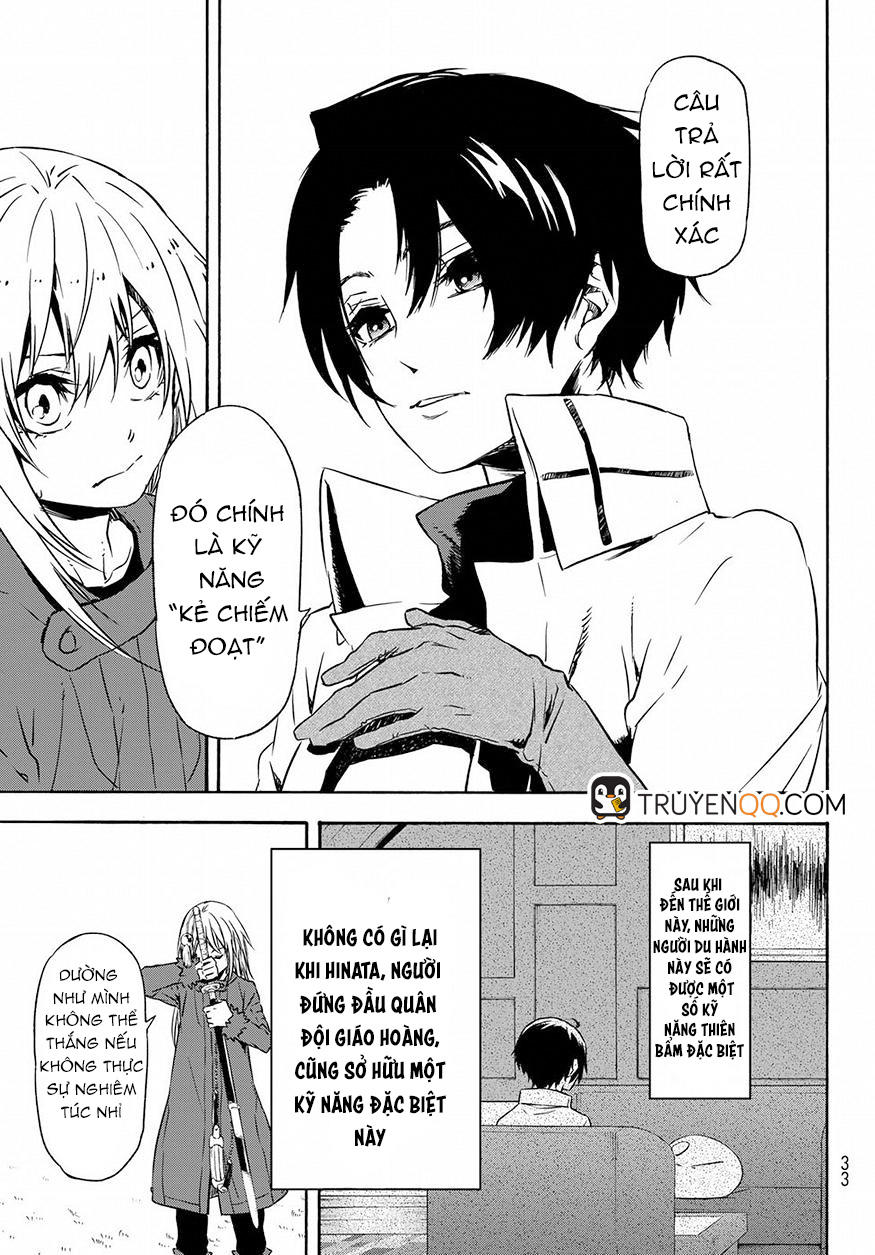 CÂU
TRẢ
LỜI RẤT
CHÍNH
XÁC
ĐÓ CHÍNH
LÀ KỸ
NĂNG
“KẺ CHIẾM
ĐOẠT”
TRUYENQQ.COM
SAU KHI
ĐẾN THẾ GIỚI
NÀY, NHỮNG
NGƯỜI DU HÀNH
NÀY SẼ CÓ
ĐƯỢC MỘT
SỐ KỸ
NĂNG THIÊN
BẨM ĐẶC BIỆT
KHÔNG CÓ GÌ LẠI
KHI HINATA, NGƯỜI
ĐỨNG ĐẦU QUÂN
ĐỘI GIÁO HOÀNG,
CŨNG SỞ HỮU MỘT
KỸ NĂNG ĐẶC BIỆT
NÀY
DƯỜNG
NHƯ MÌNH
KHÔNG THỂ
THẮNG NẾU
KHÔNG THỰC
SỰ NGHIÊM
TÚC NHỈ
33